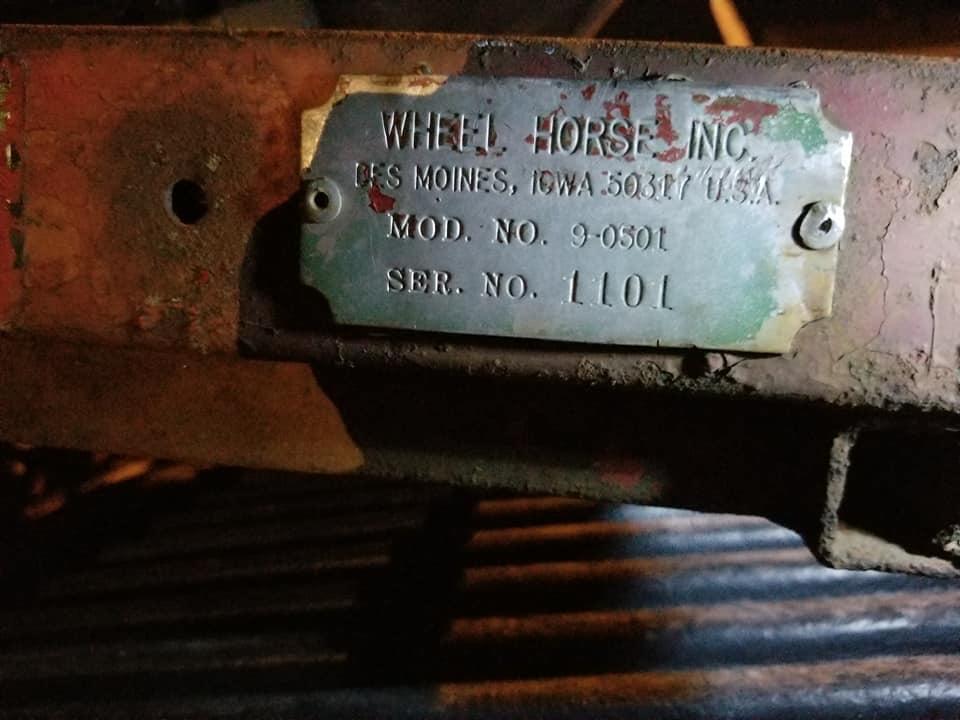 WHEEL HORSE INC.
DES MOINES, IOWA 50317 U.S.A.
MOD. NO. 9-0501
SER. NO. 1101